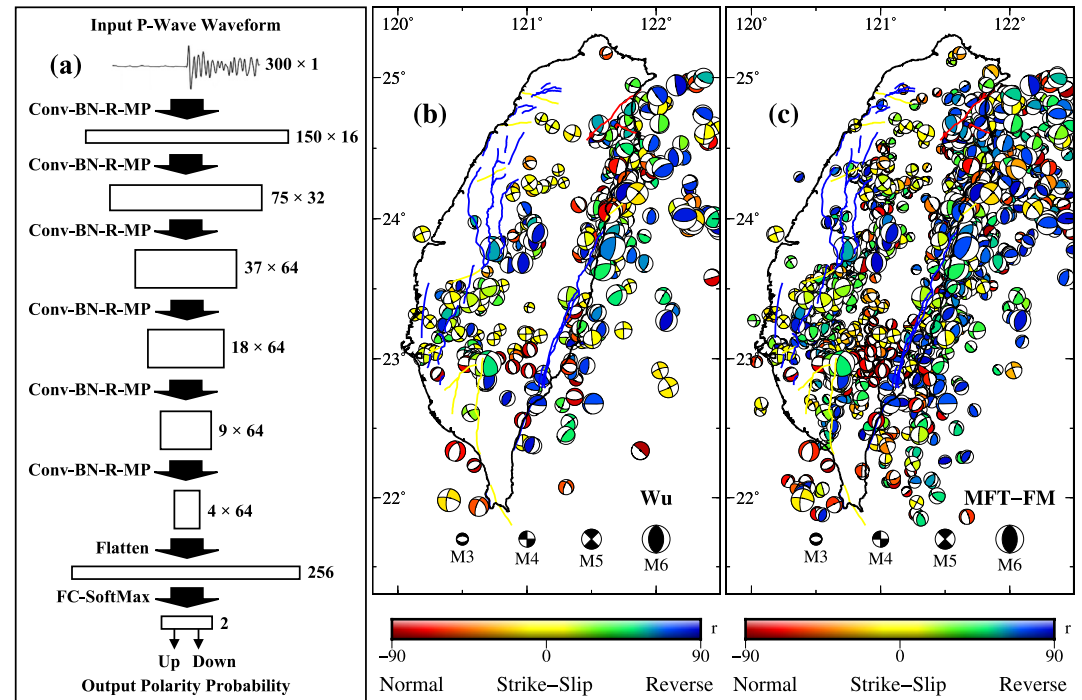 Input P-Wave Waveform
(a)
300 × 1
Conv-BN-R-MP
150 × 16
Conv-BN-R-MP
75 × 32
Conv-BN-R-MP
37 × 64
Conv-BN-R-MP
18 × 64
Conv-BN-R-MP
9 × 64
Conv-BN-R-MP
4 × 64
Flatten
256
FC-SoftMax
2
Up Down
Output Polarity Probability
120° 121° 122°
25°
24°
23°
22°
(b)
Wu
M3 M4 M5 M6
r
−90 0 90
Normal Strike−Slip Reverse
120° 121° 122°
25°
24°
23°
22°
(c)
MFT−FM
M3 M4 M5 M6
r
−90 0 90
Normal Strike−Slip Reverse